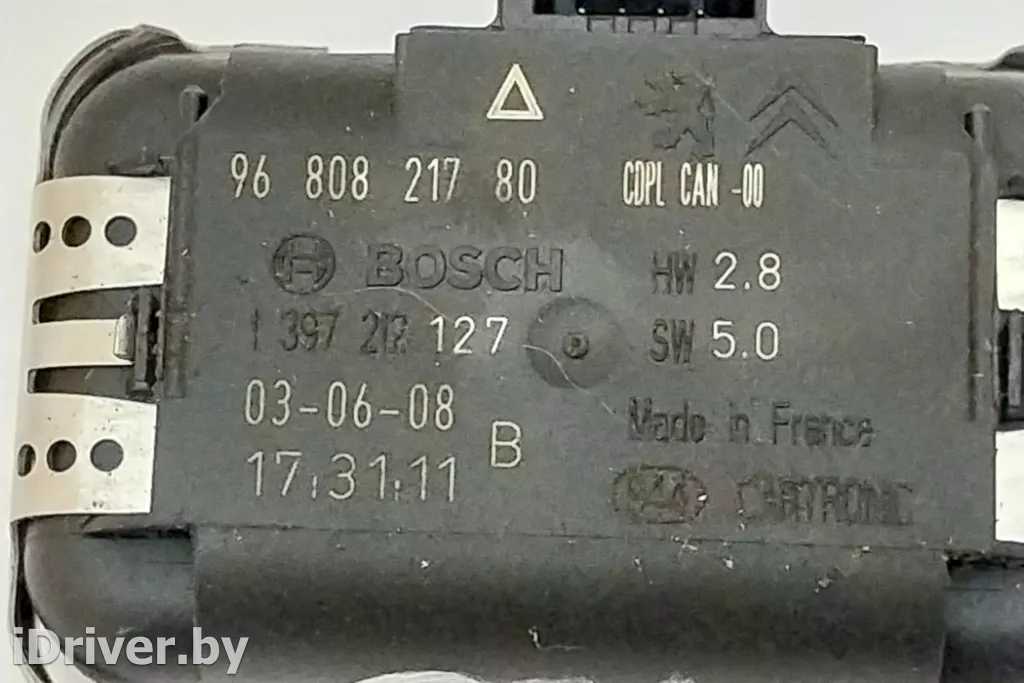 96 808 217 80 CDPL CAN -00
BOSCH HW 2.8
1 397 212 127 SW 5.0
03-06-08 B
17:31:11
Made in France
CARTRONIC
iDriver.by